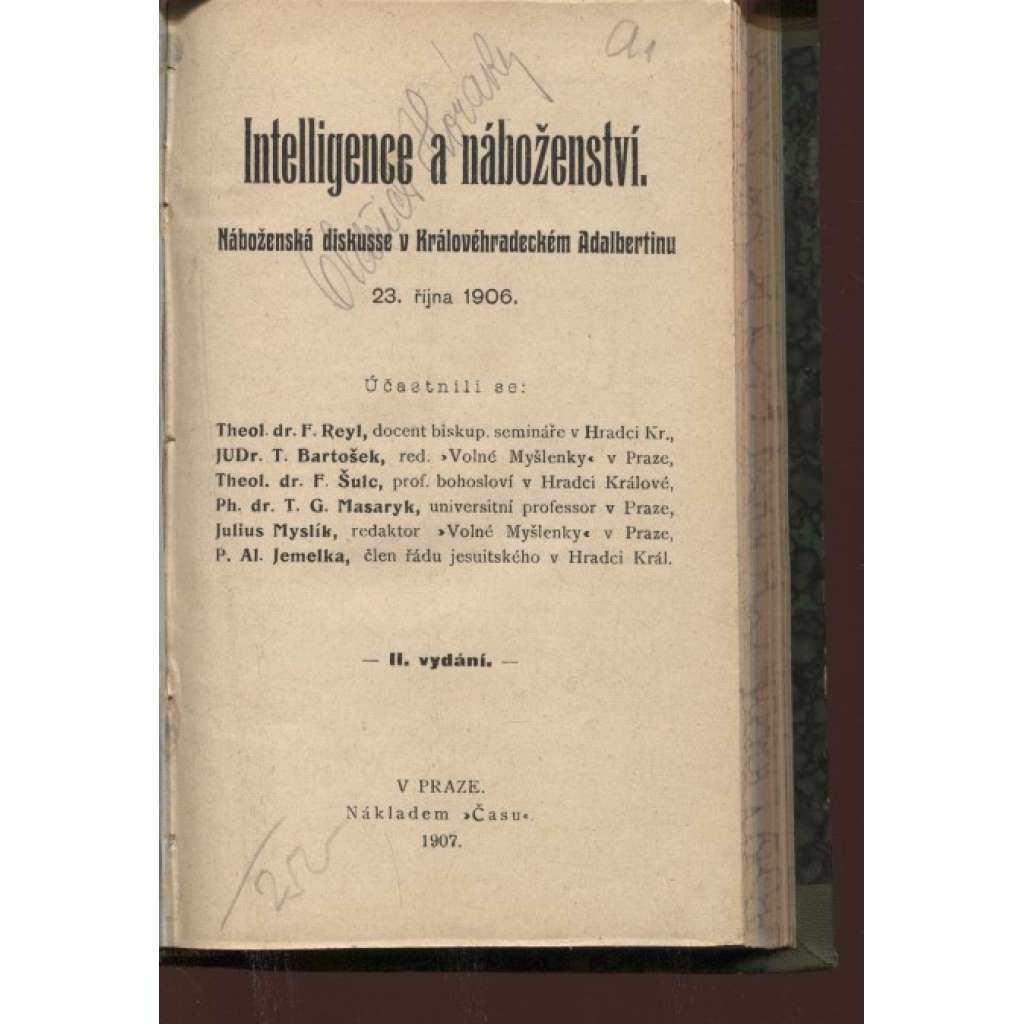 Intelligence a náboženství.
Náboženská diskusse v Královéhradeckém Adalbertinu
23. října 1906.
Účastnili se:
Theol. dr. F. Reyl, docent biskup. semináře v Hradci Kr.,
JUDr. T. Bartošek, red. ›Volné Myšlenky‹ v Praze,
Theol. dr. F. Šulc, prof. bohosloví v Hradci Králové,
Ph. dr. T. G. Masaryk, universitní professor v Praze,
Julius Myslík, redaktor ›Volné Myšlenky‹ v Praze,
P. Al. Jemelka, člen řádu jesuitského v Hradci Král.
— II. vydání. —
V PRAZE.
Nákladem ›Času‹.
1907.